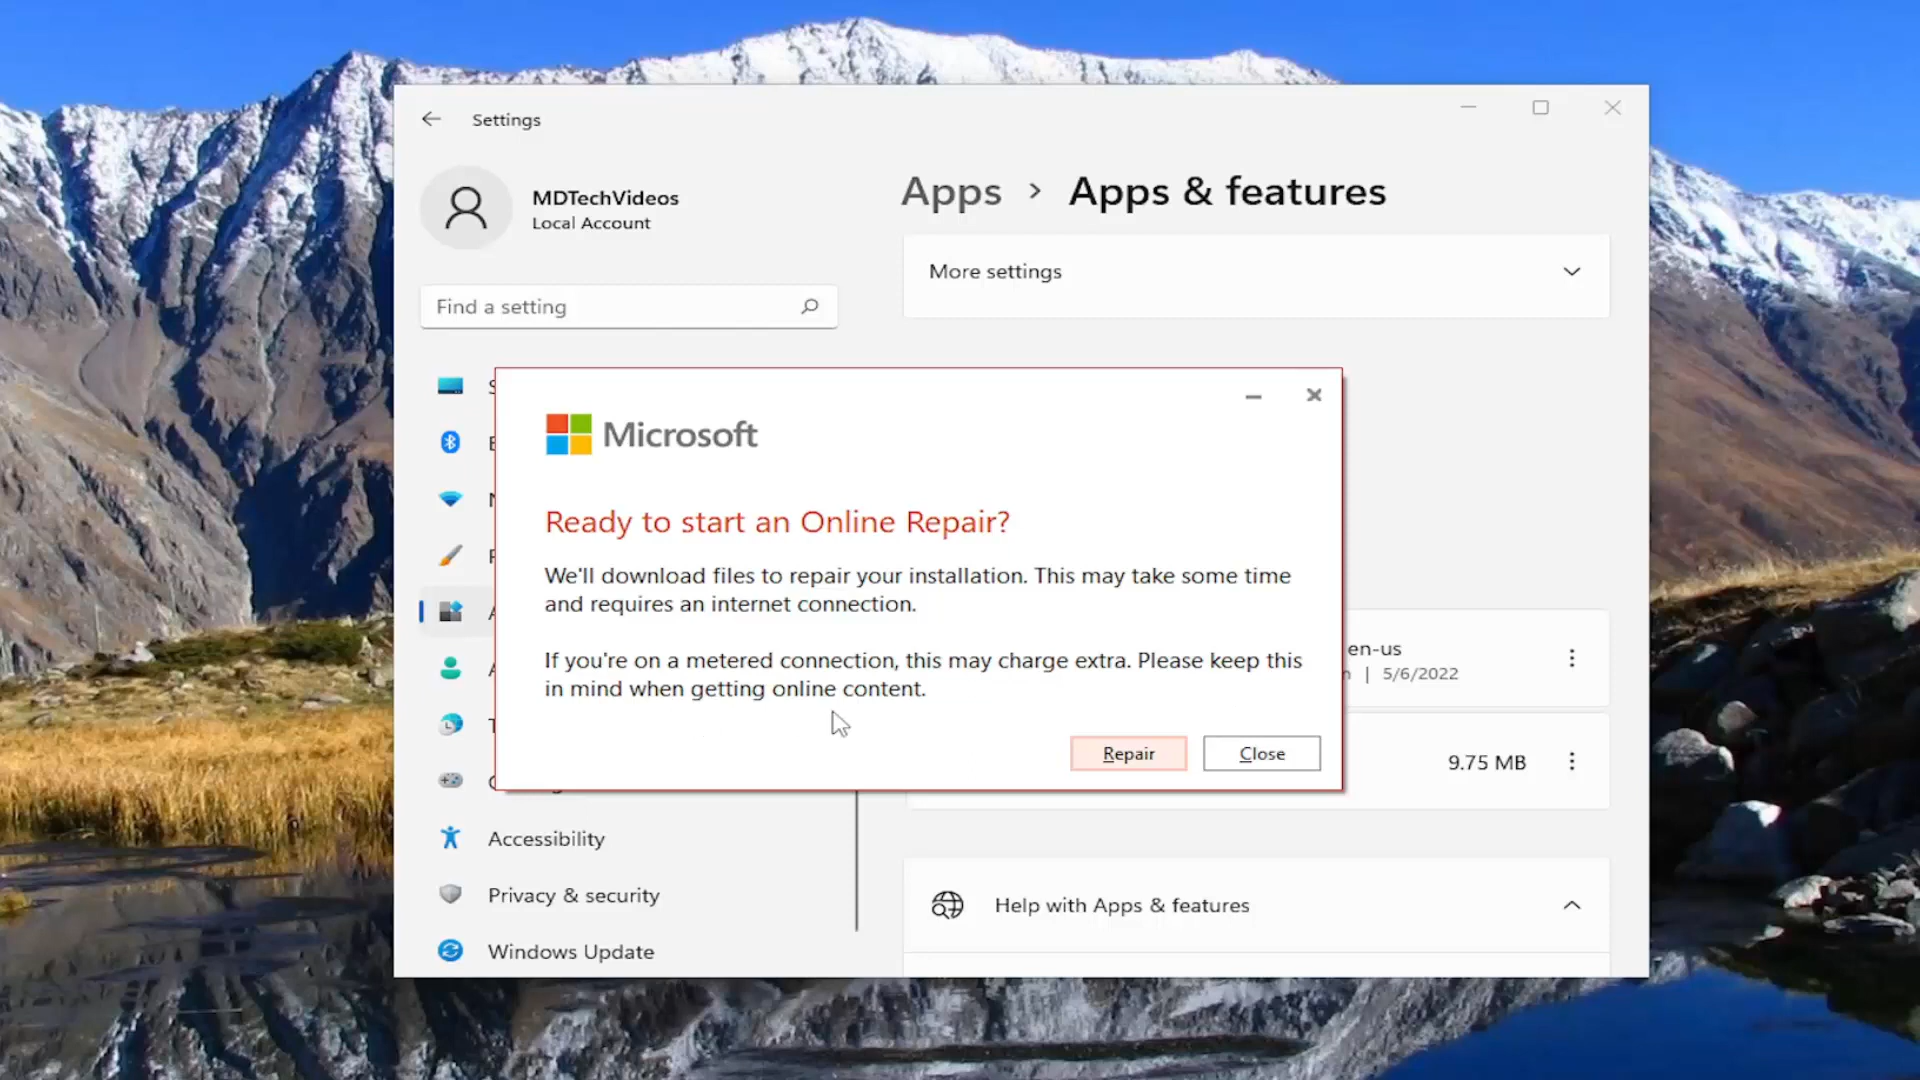 Settings
MDTechVideos
Local Account
Find a setting
Apps > Apps & features
More settings
Microsoft
Ready to start an Online Repair?
We'll download files to repair your installation. This may take some time
and requires an internet connection.
If you're on a metered connection, this may charge extra. Please keep this
in mind when getting online content.
Repair
Close
en-us
| 5/6/2022
9.75 MB
Accessibility
Privacy & security
Windows Update
Help with Apps & features